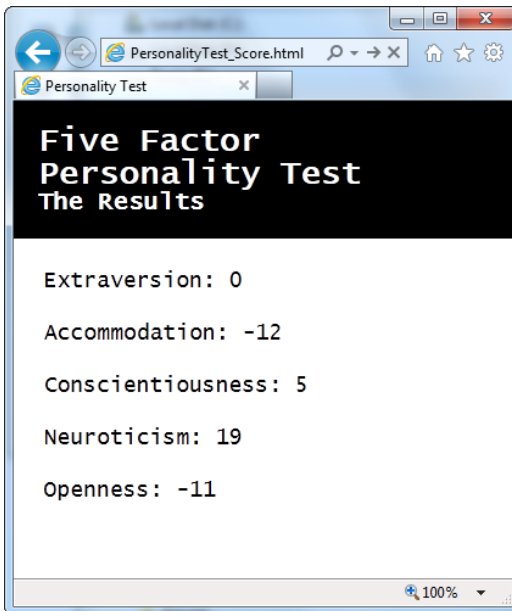 PersonalityTest_Score.html
Personality Test
Five Factor
Personality Test
The Results
Extraversion: 0
Accommodation: -12
Conscientiousness: 5
Neuroticism: 19
Openness: -11
100%